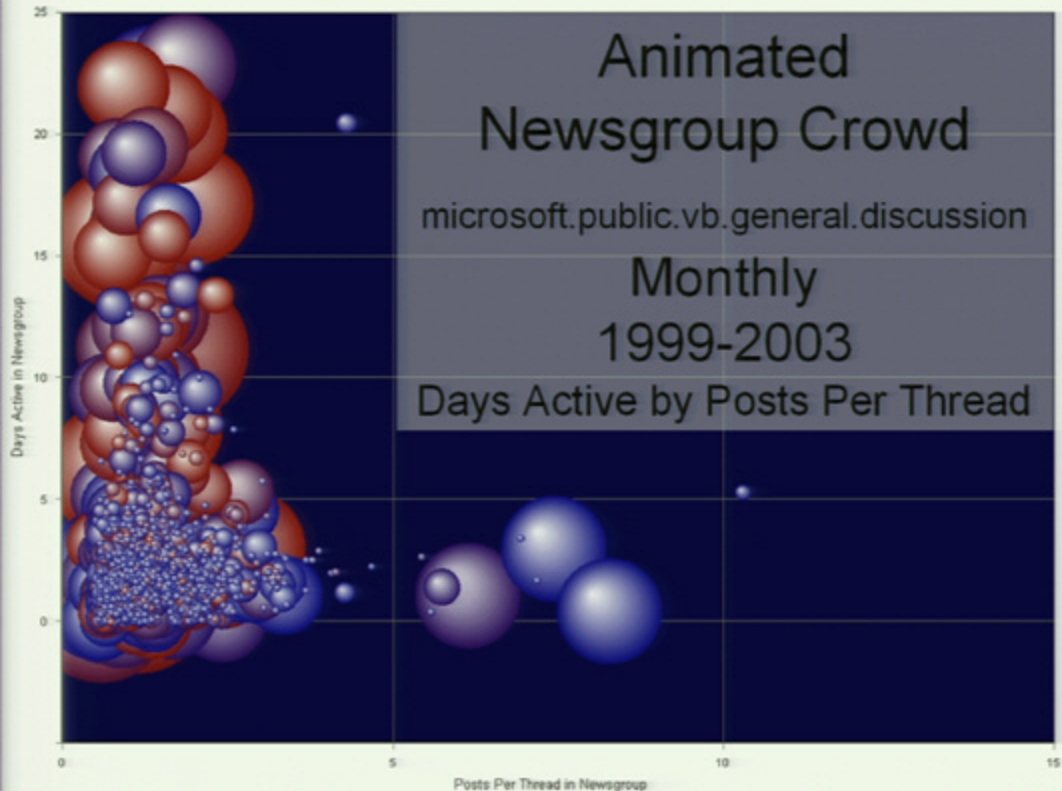 25
20
15
10
5
0
Days Active in Newsgroup
Animated
Newsgroup Crowd
microsoft.public.vb.general.discussion
Monthly
1999-2003
Days Active by Posts Per Thread
0
5
10
15
Posts Per Thread in Newsgroup